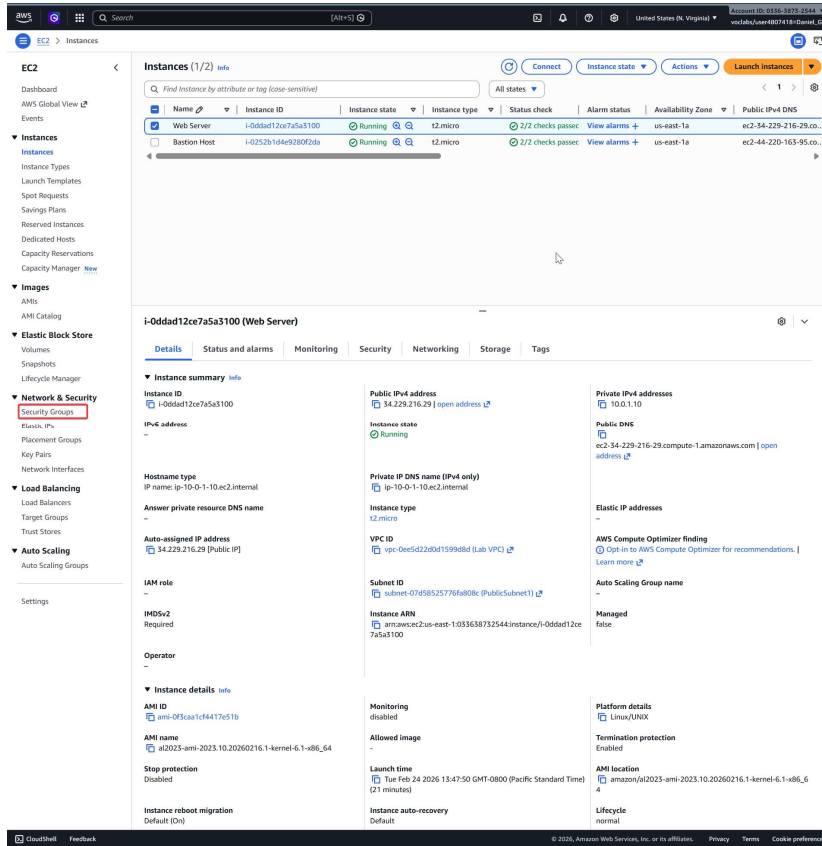 aws
Search
[Alt+S]
United States (N. Virginia)
Account ID: 0336-3873-2544
voclabs/user4807418=Daniel_G
EC2 > Instances
EC2
Dashboard
AWS Global View
Events
Instances
Instances
Instance Types
Launch Templates
Spot Requests
Savings Plans
Reserved Instances
Dedicated Hosts
Capacity Reservations
Capacity Manager New
Images
AMIs
AMI Catalog
Elastic Block Store
Volumes
Snapshots
Lifecycle Manager
Network & Security
Security Groups
Elastic IPs
Placement Groups
Key Pairs
Network Interfaces
Load Balancing
Load Balancers
Target Groups
Trust Stores
Auto Scaling
Auto Scaling Groups
Settings
Instances (1/2) Info
Connect
Instance state
Actions
Launch instances
Find Instance by attribute or tag (case-sensitive)
All states
1
Name Instance ID Instance state Instance type Status check Alarm status Availability Zone Public IPv4 DNS
Web Server i-0ddad12ce7a5a3100 Running t2.micro 2/2 checks passec View alarms + us-east-1a ec2-34-229-216-29.co...
Bastion Host i-0252b1d4e9280f2da Running t2.micro 2/2 checks passec View alarms + us-east-1a ec2-44-220-163-95.co...
i-0ddad12ce7a5a3100 (Web Server)
Details Status and alarms Monitoring Security Networking Storage Tags
Instance summary Info
Instance ID
i-0ddad12ce7a5a3100
Public IPv4 address
34.229.216.29 | open address
Private IPv4 addresses
10.0.1.10
IPv6 address
–
Instance state
Running
Public DNS
ec2-34-229-216-29.compute-1.amazonaws.com | open
address
Hostname type
IP name: ip-10-0-1-10.ec2.internal
Private IP DNS name (IPv4 only)
ip-10-0-1-10.ec2.internal
Answer private resource DNS name
–
Instance type
t2.micro
Elastic IP addresses
–
Auto-assigned IP address
34.229.216.29 [Public IP]
VPC ID
vpc-0ee5d22d0d1599d8d (Lab VPC)
AWS Compute Optimizer finding
Opt-in to AWS Compute Optimizer for recommendations. |
Learn more
IAM role
–
Subnet ID
subnet-07d58525776fa808c (PublicSubnet1)
Auto Scaling Group name
–
IMDSv2
Required
Instance ARN
arn:aws:ec2:us-east-1:033638732544:instance/i-0ddad12ce
7a5a3100
Managed
false
Operator
–
Instance details Info
AMI ID
ami-0f3caa1cf4417e51b
Monitoring
disabled
Platform details
Linux/UNIX
AMI name
al2023-ami-2023.10.20260216.1-kernel-6.1-x86_64
Allowed image
-
Termination protection
Enabled
Stop protection
Disabled
Launch time
Tue Feb 24 2026 13:47:50 GMT-0800 (Pacific Standard Time)
(21 minutes)
AMI location
amazon/al2023-ami-2023.10.20260216.1-kernel-6.1-x86_6
4
Instance reboot migration
Default (On)
Instance auto-recovery
Default
Lifecycle
normal
CloudShell Feedback
© 2026, Amazon Web Services, Inc. or its affiliates. Privacy Terms Cookie preference